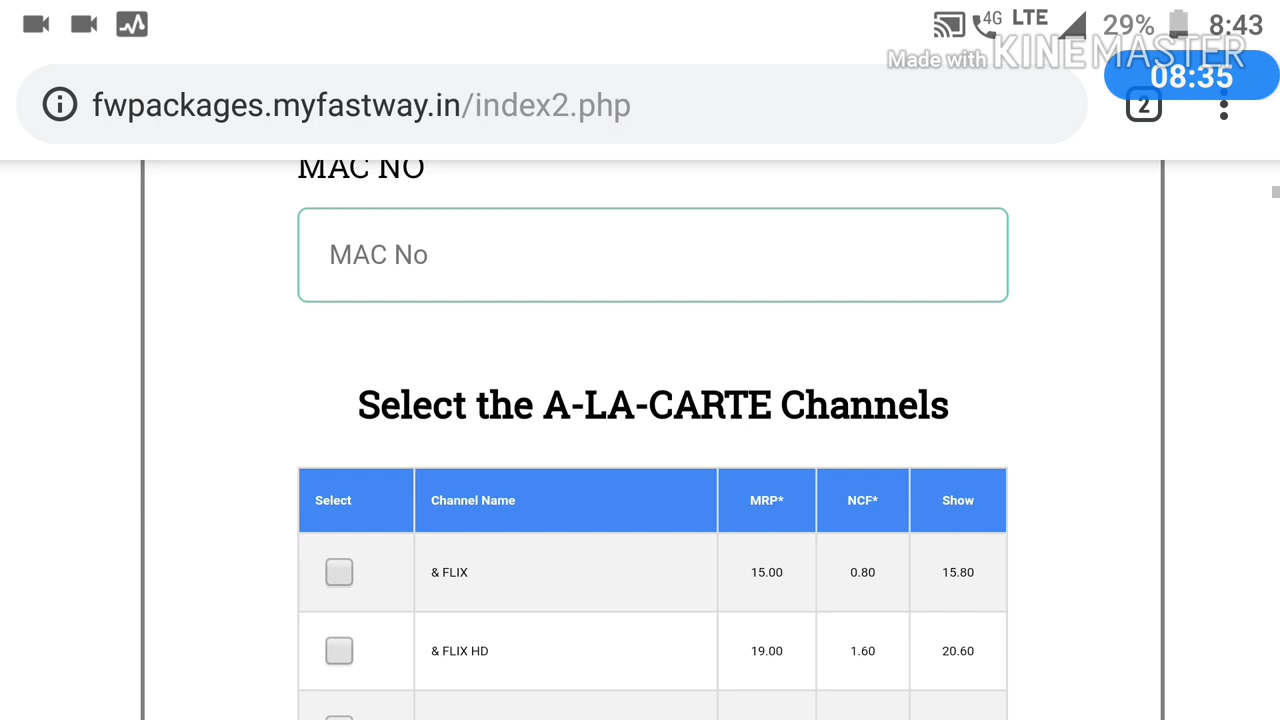 4G LTE 29% 8:43
Made with KINEMASTER
08:35
fwpackages.myfastway.in/index2.php
2
MAC NO
MAC No
Select the A-LA-CARTE Channels
Select Channel Name MRP* NCF* Show
& FLIX 15.00 0.80 15.80
& FLIX HD 19.00 1.60 20.60